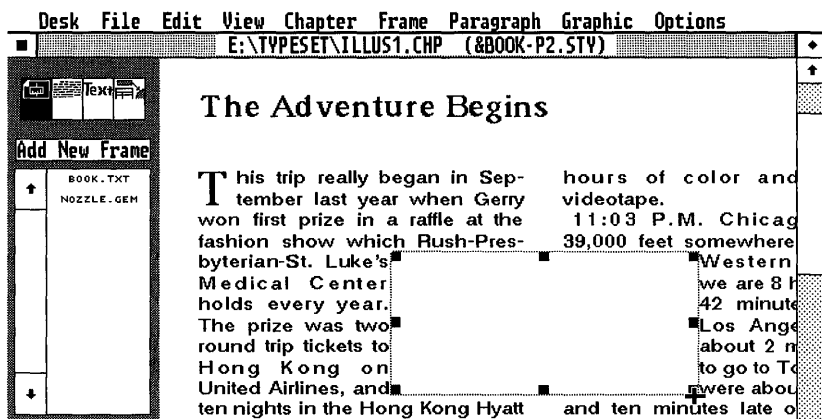 Desk File Edit View Chapter Frame Paragraph Graphic Options
E:\TYPESET\ILLUS1.CHP (&BOOK-P2.STY)
Text
Add New Frame
BOOK.TXT
NOZZLE.GEM
The Adventure Begins
This trip really began in Sep-
tember last year when Gerry
won first prize in a raffle at the
fashion show which Rush-Pres-
byterian-St. Luke's
Medical Center
holds every year.
The prize was two
round trip tickets to
Hong Kong on
United Airlines, and
ten nights in the Hong Kong Hyatt
hours of color and
videotape.
11:03 P.M. Chicag
39,000 feet somewhere
Western
we are 8 h
42 minute
Los Ange
about 2 m
to go to To
were abou
and ten minutes late o